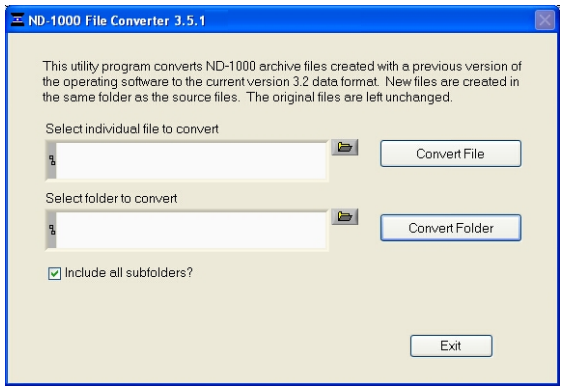 ND-1000 File Converter 3.5.1
This utility program converts ND-1000 archive files created with a previous version of
the operating software to the current version 3.2 data format.  New files are created in
the same folder as the source files.  The original files are left unchanged.
Select individual file to convert
Convert File
Select folder to convert
Convert Folder
Include all subfolders?
Exit